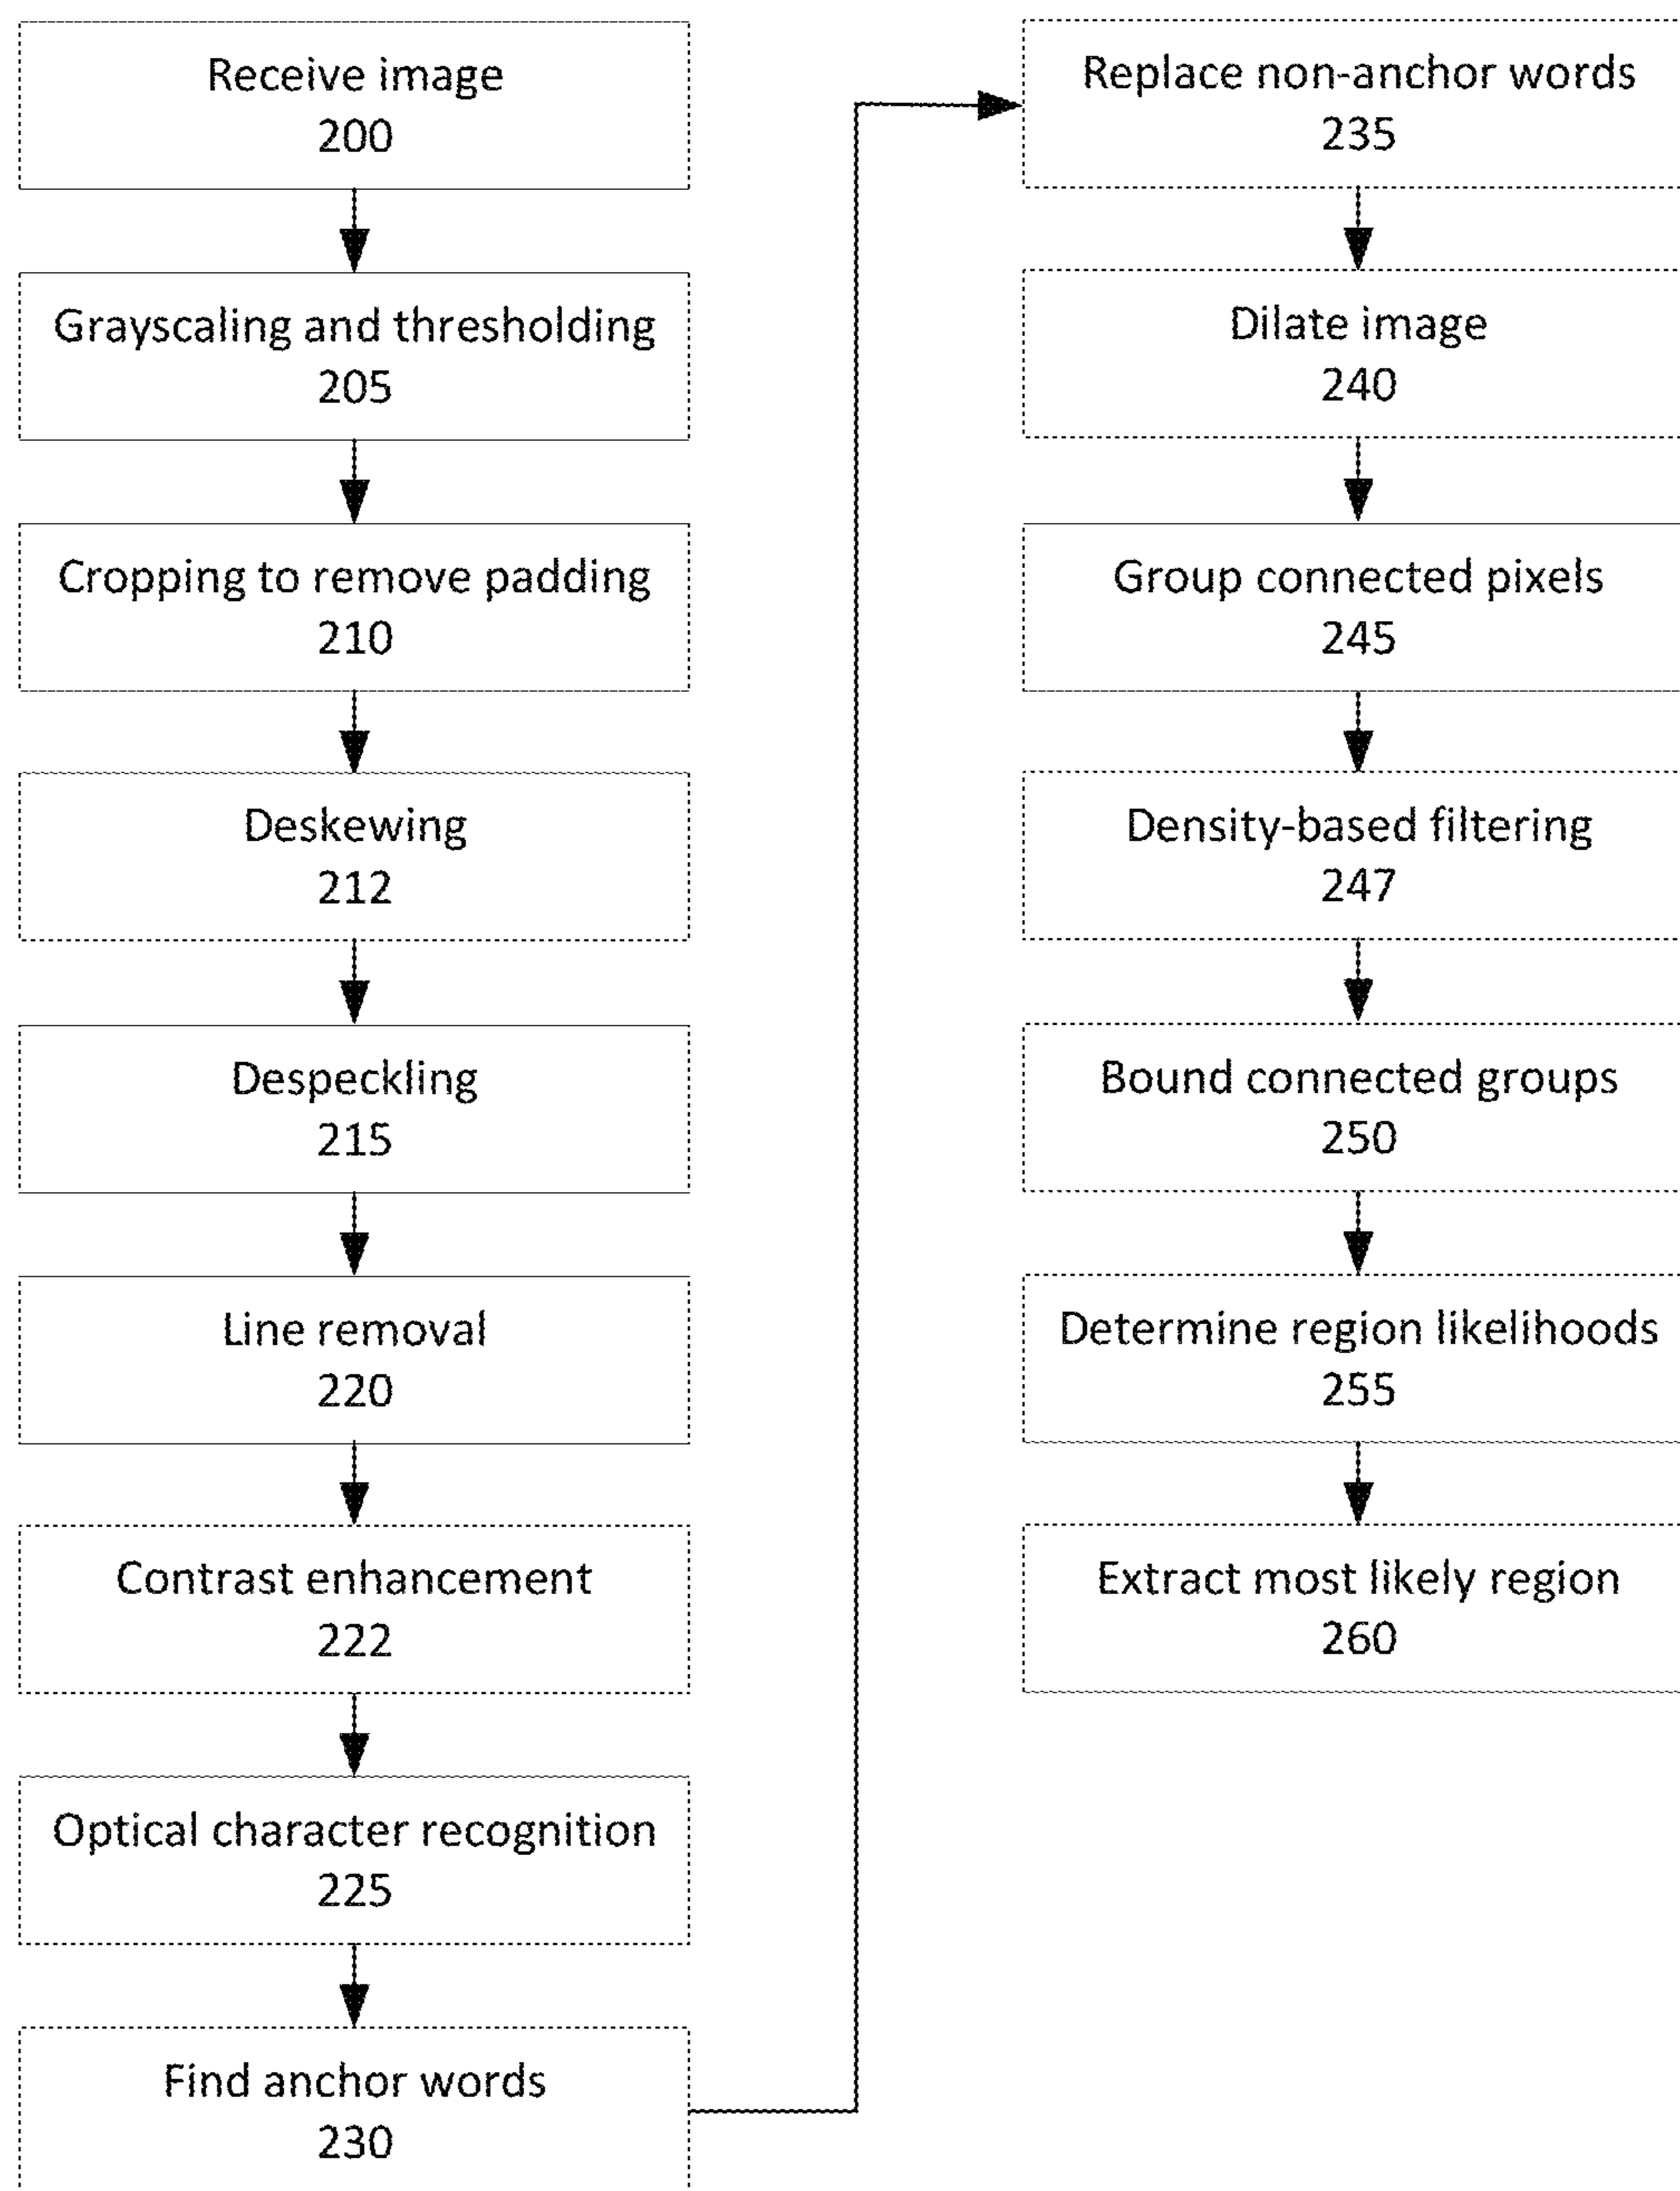 Receive image
200
Grayscaling and thresholding
205
Cropping to remove padding
210
Deskewing
212
Despeckling
215
Line removal
220
Contrast enhancement
222
Optical character recognition
225
Find anchor words
230
Replace non-anchor words
235
Dilate image
240
Group connected pixels
245
Density-based filtering
247
Bound connected groups
250
Determine region likelihoods
255
Extract most likely region
260